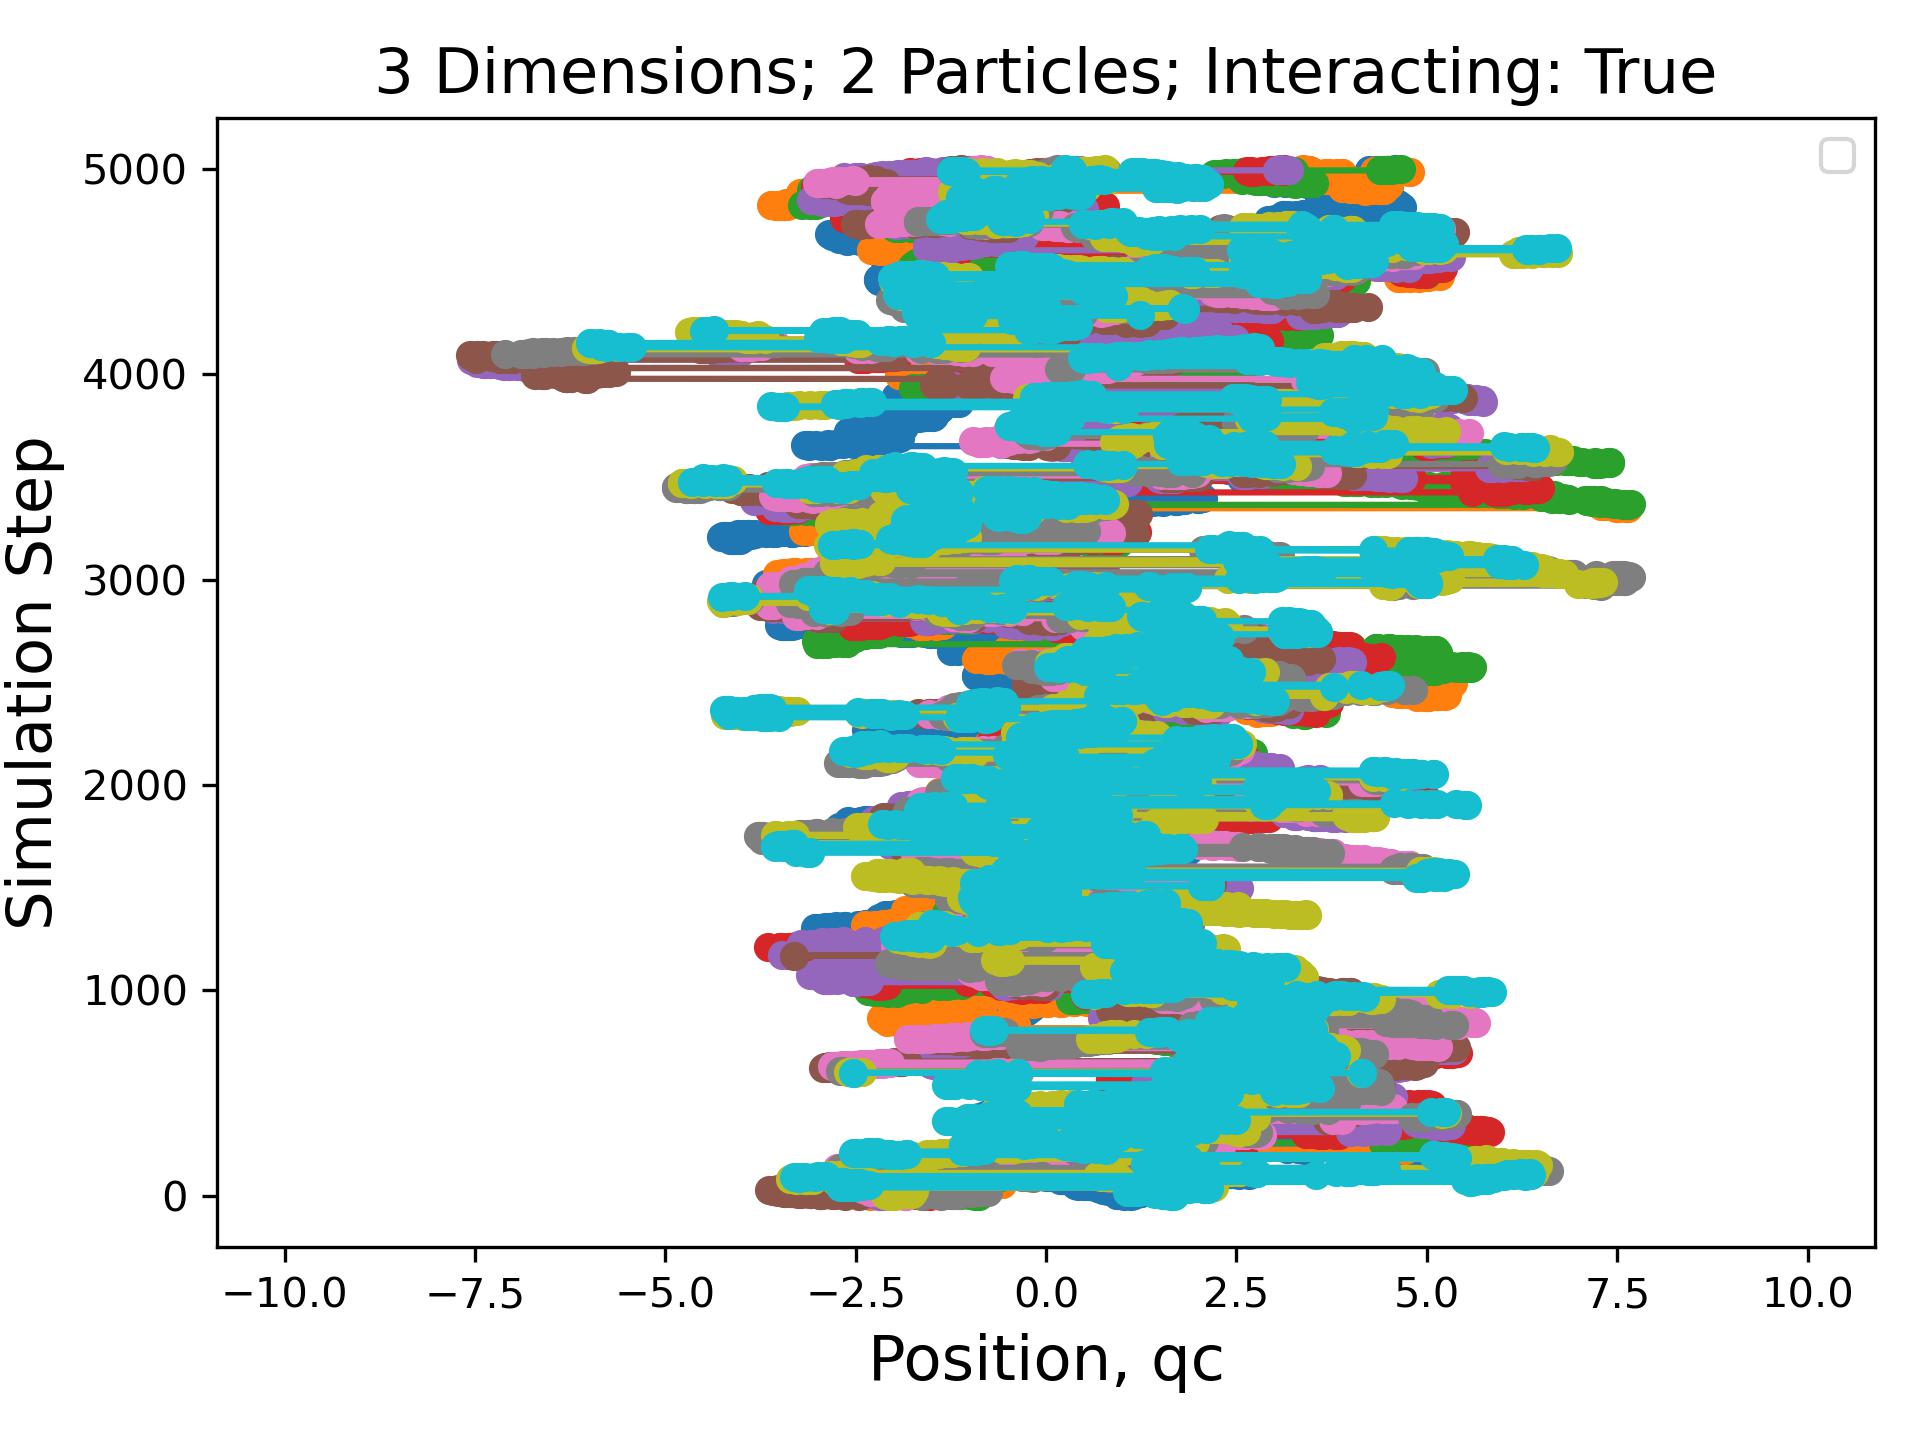 3 Dimensions; 2 Particles; Interacting: True
5000
4000
3000
2000
1000
0
Simulation Step
−10.0 −7.5 −5.0 −2.5 0.0 2.5 5.0 7.5 10.0
Position, qc